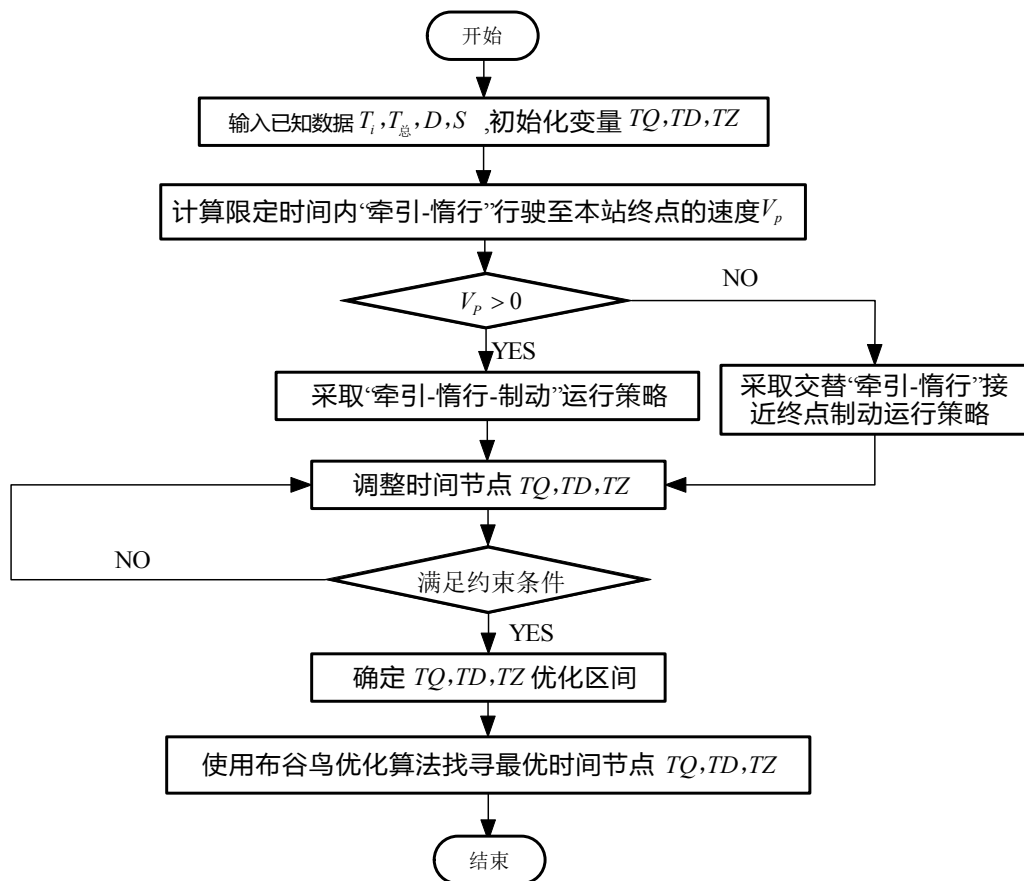 开始
输入已知数据 T_i,T_总,D,S ,初始化变量 TQ,TD,TZ
计算限定时间内“牵引-惰行”行驶至本站终点的速度V_p
V_P > 0
NO
YES
采取“牵引-惰行-制动”运行策略
采取交替“牵引-惰行”接
近终点制动运行策略
调整时间节点 TQ,TD,TZ
NO
满足约束条件
YES
确定 TQ,TD,TZ 优化区间
使用布谷鸟优化算法找寻最优时间节点 TQ,TD,TZ
结束